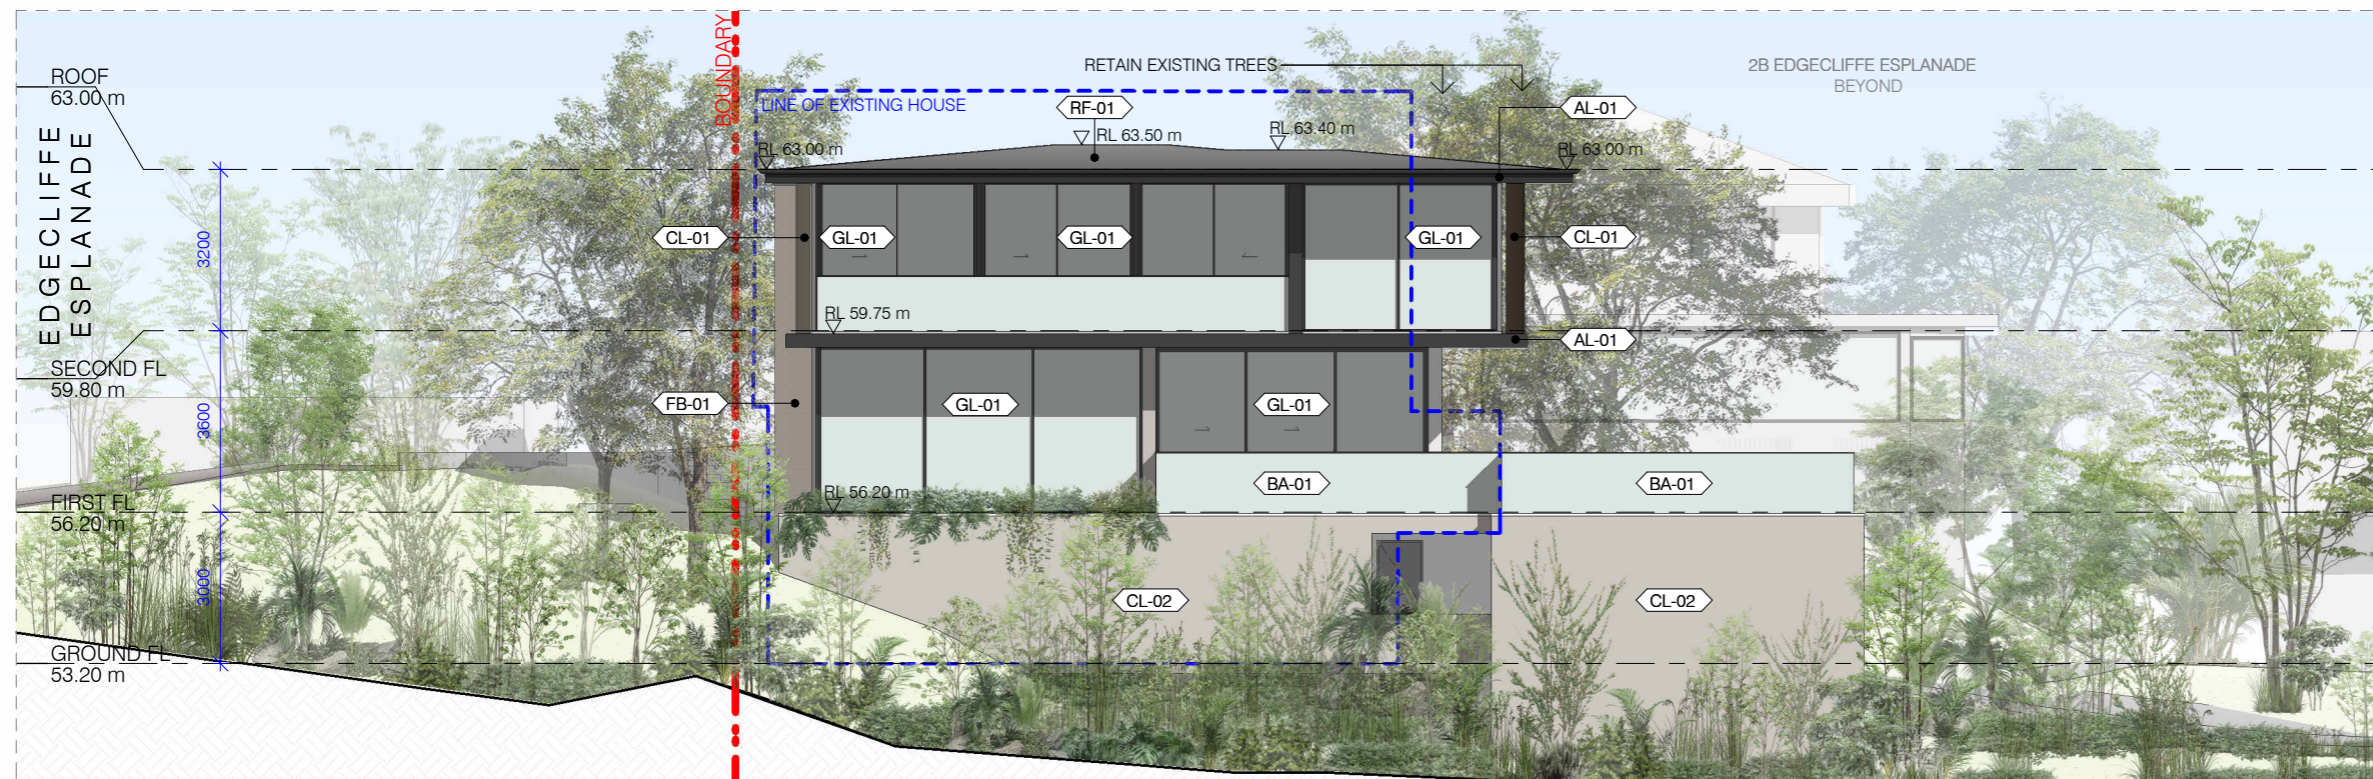 BOUNDARY
ROOF
63.00 m
RETAIN EXISTING TREES
2B EDGECLIFFE ESPLANADE
BEYOND
LINE OF EXISTING HOUSE
RF-01
AL-01
RL 63.50 m
RL 63.40 m
RL 63.00 m
RL 63.00 m
EDGECLIFFE
ESPLANADE
3200
CL-01
GL-01
GL-01
GL-01
CL-01
RL 59.75 m
AL-01
SECOND FL
59.80 m
3600
FB-01
GL-01
GL-01
BA-01
BA-01
RL 56.20 m
FIRST FL
56.20 m
3000
CL-02
CL-02
GROUND FL
53.20 m